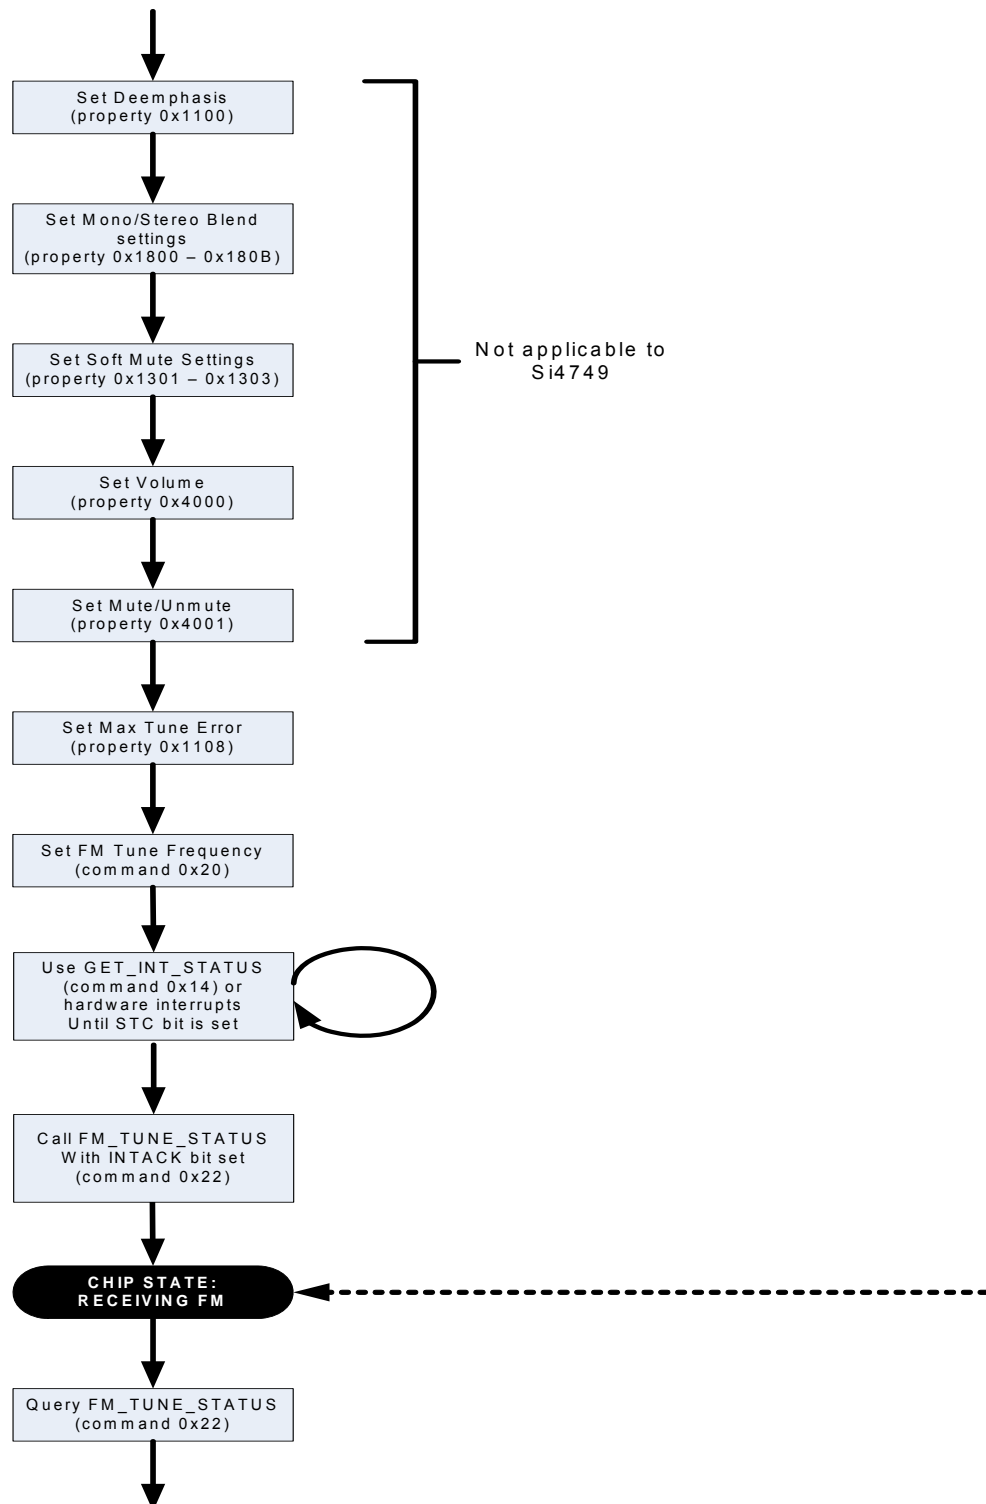 Set Deemphasis
(property 0x1100)
Set Mono/Stereo Blend
settings
(property 0x1800 – 0x180B)
Set Soft Mute Settings
(property 0x1301 – 0x1303)
Not applicable to
Si4749
Set Volume
(property 0x4000)
Set Mute/Unmute
(property 0x4001)
Set Max Tune Error
(property 0x1108)
Set FM Tune Frequency
(command 0x20)
Use GET_INT_STATUS
(command 0x14) or
hardware interrupts
Until STC bit is set
Call FM_TUNE_STATUS
With INTACK bit set
(command 0x22)
CHIP STATE:
RECEIVING FM
Query FM_TUNE_STATUS
(command 0x22)